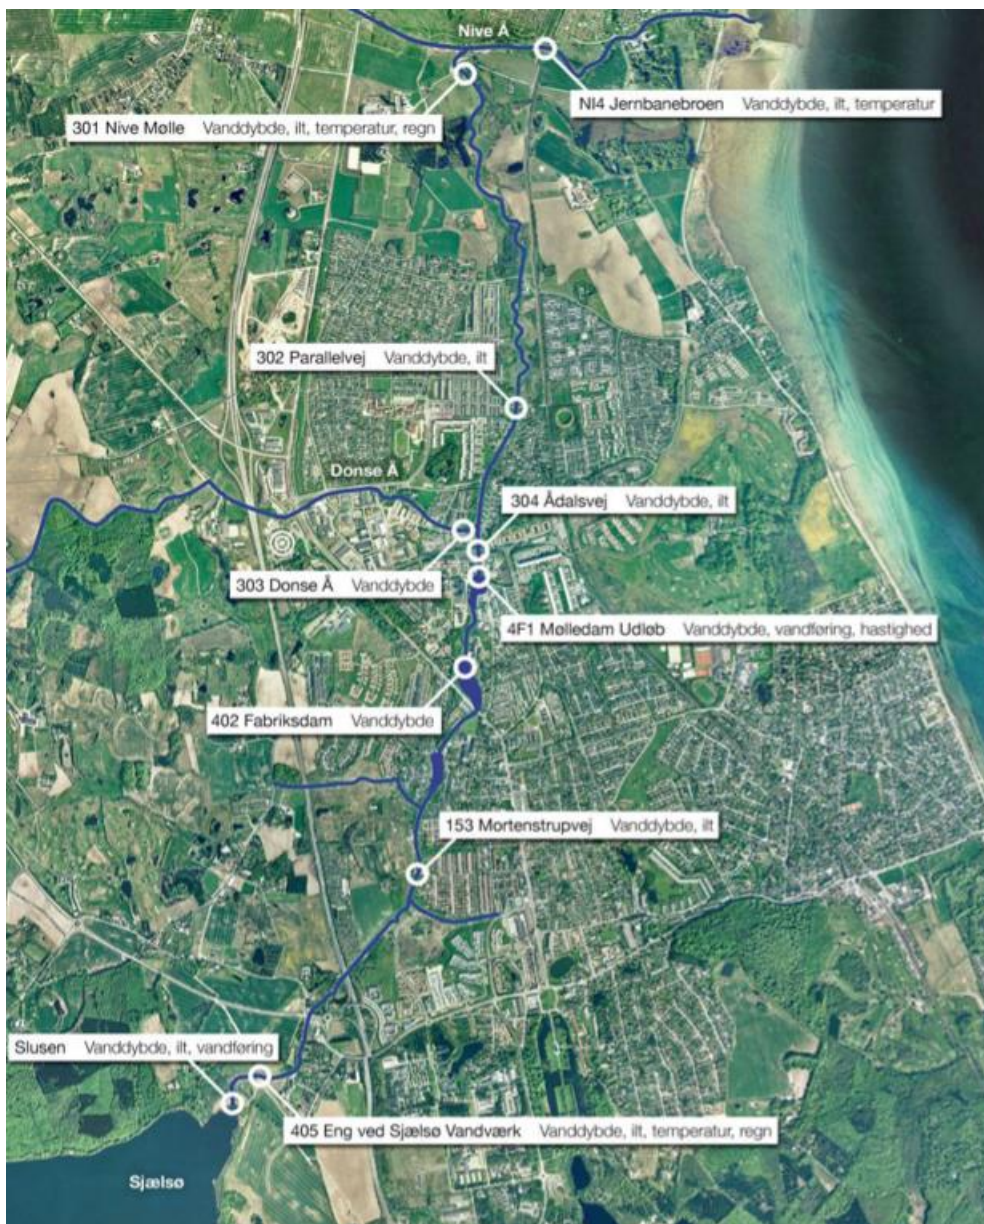 Nive Å
NI4 Jernbanebroen Vanddybde, ilt, temperatur
301 Nive Mølle Vanddybde, ilt, temperatur, regn
302 Parallelvej Vanddybde, ilt
Donse Å
304 Ådalsvej Vanddybde, ilt
303 Donse Å Vanddybde
4F1 Mølledam Udløb Vanddybde, vandføring, hastighed
402 Fabriksdam Vanddybde
153 Mortenstrupvej Vanddybde, ilt
Slusen Vanddybde, ilt, vandføring
405 Eng ved Sjælsø Vandværk Vanddybde, ilt, temperatur, regn
Sjælsø